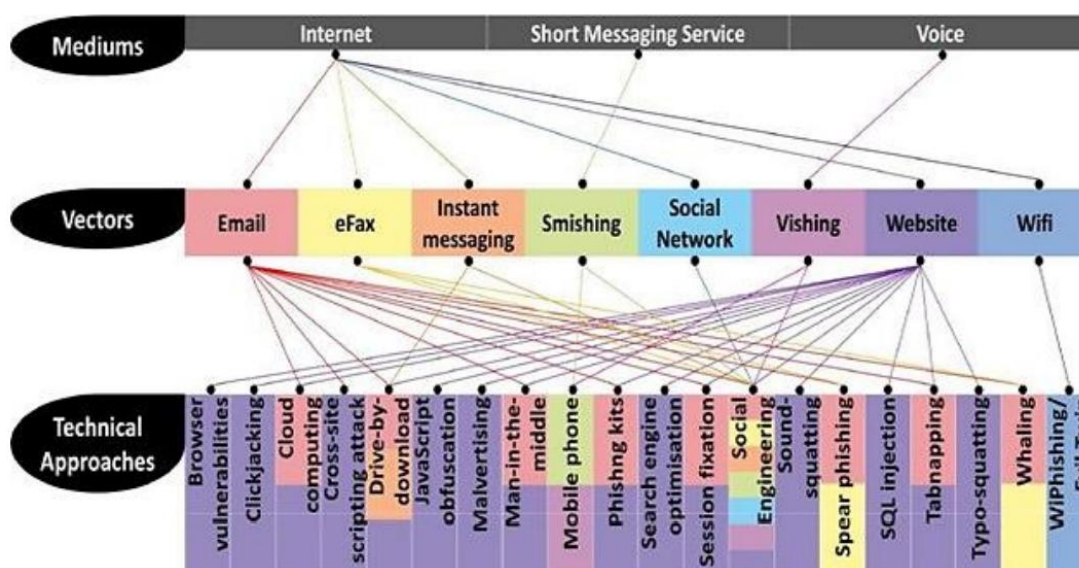 Mediums
Internet
Short Messaging Service
Voice
Vectors
Email
eFax
Instant
messaging
Smishing
Social
Network
Vishing
Website
Wifi
Technical
Approaches
Browser
vulnerabilities
Clickjacking
Cloud
computing
Cross-site
scripting attack
Drive-by-
download
JavaScript
obfuscation
Malvertising
Man-in-the-
middle
Mobile phone
Phishng kits
Search engine
optimisation
Session fixation
Social
Engineering
Sound-
squatting
Spear phishing
SQL injection
Tabnapping
Typo-squatting
Whaling
WiPhishing/